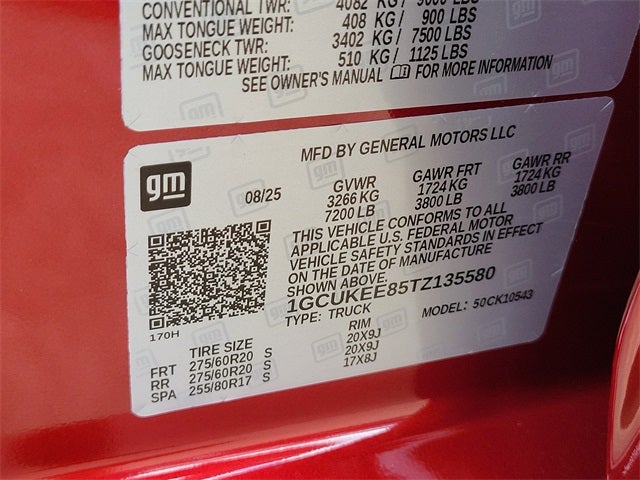 CONVENTIONAL TWR: 4082 KG/ 9000 LBS
MAX TONGUE WEIGHT: 408 KG/ 900 LBS
GOOSENECK TWR: 3402 KG/ 7500 LBS
MAX TONGUE WEIGHT: 510 KG/ 1125 LBS
SEE OWNER'S MANUAL FOR MORE INFORMATION
gm
MFD BY GENERAL MOTORS LLC
08/25
GVWR GAWR FRT GAWR RR
3266 KG 1724 KG 1724 KG
7200 LB 3800 LB 3800 LB
THIS VEHICLE CONFORMS TO ALL
APPLICABLE U.S. FEDERAL MOTOR
VEHICLE SAFETY STANDARDS IN EFFECT
ON THE DATE OF MANUFACTURE
SHOWN ABOVE.
1GCUKEE85TZ135580
TYPE: TRUCK MODEL: 50CK10543
170H
TIRE SIZE RIM
FRT 275/60R20 S 20X9J
RR 275/60R20 S 20X9J
SPA 255/80R17 S 17X8J